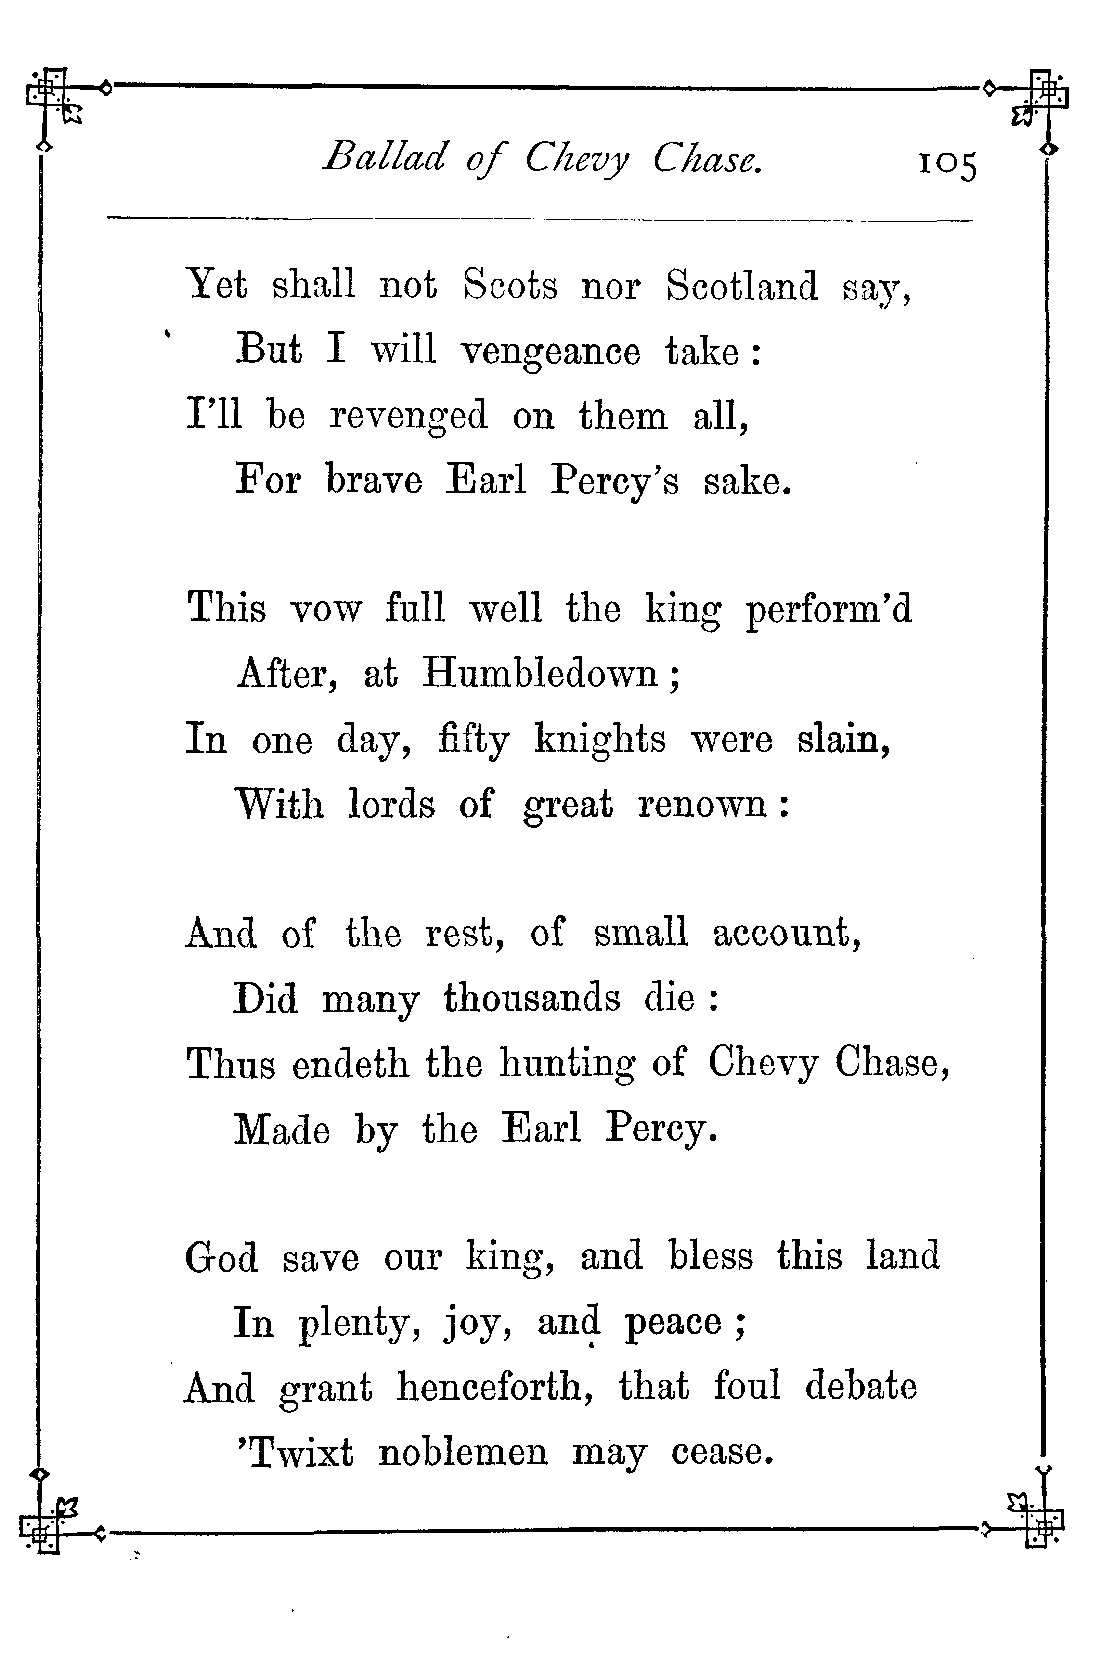 Ballad of Chevy Chase. 105
Yet shall not Scots nor Scotland say,
But I will vengeance take :
I'll be revenged on them all,
For brave Earl Percy's sake.
This vow full well the king perform'd
After, at Humbledown ;
In one day, fifty knights were slain,
With lords of great renown :
And of the rest, of small account,
Did many thousands die :
Thus endeth the hunting of Chevy Chase,
Made by the Earl Percy.
God save our king, and bless this land
In plenty, joy, and peace ;
And grant henceforth, that foul debate
'Twixt noblemen may cease.